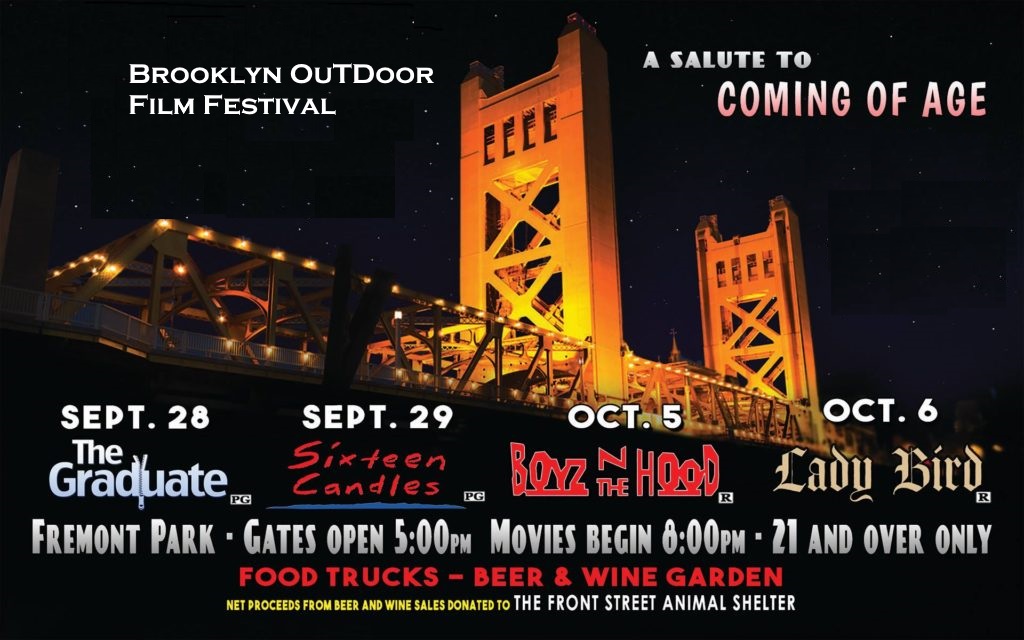 Brooklyn OuTDoor
Film Festival
A SALUTE TO
COMING OF AGE
SEPT. 28
The
Graduate PG
SEPT. 29
Sixteen
Candles PG
OCT. 5
BOYZ N THE HOOD R
OCT. 6
Lady Bird R
FREMONT PARK · GATES OPEN 5:00PM MOVIES BEGIN 8:00PM · 21 AND OVER ONLY
FOOD TRUCKS – BEER & WINE GARDEN
NET PROCEEDS FROM BEER AND WINE SALES DONATED TO THE FRONT STREET ANIMAL SHELTER